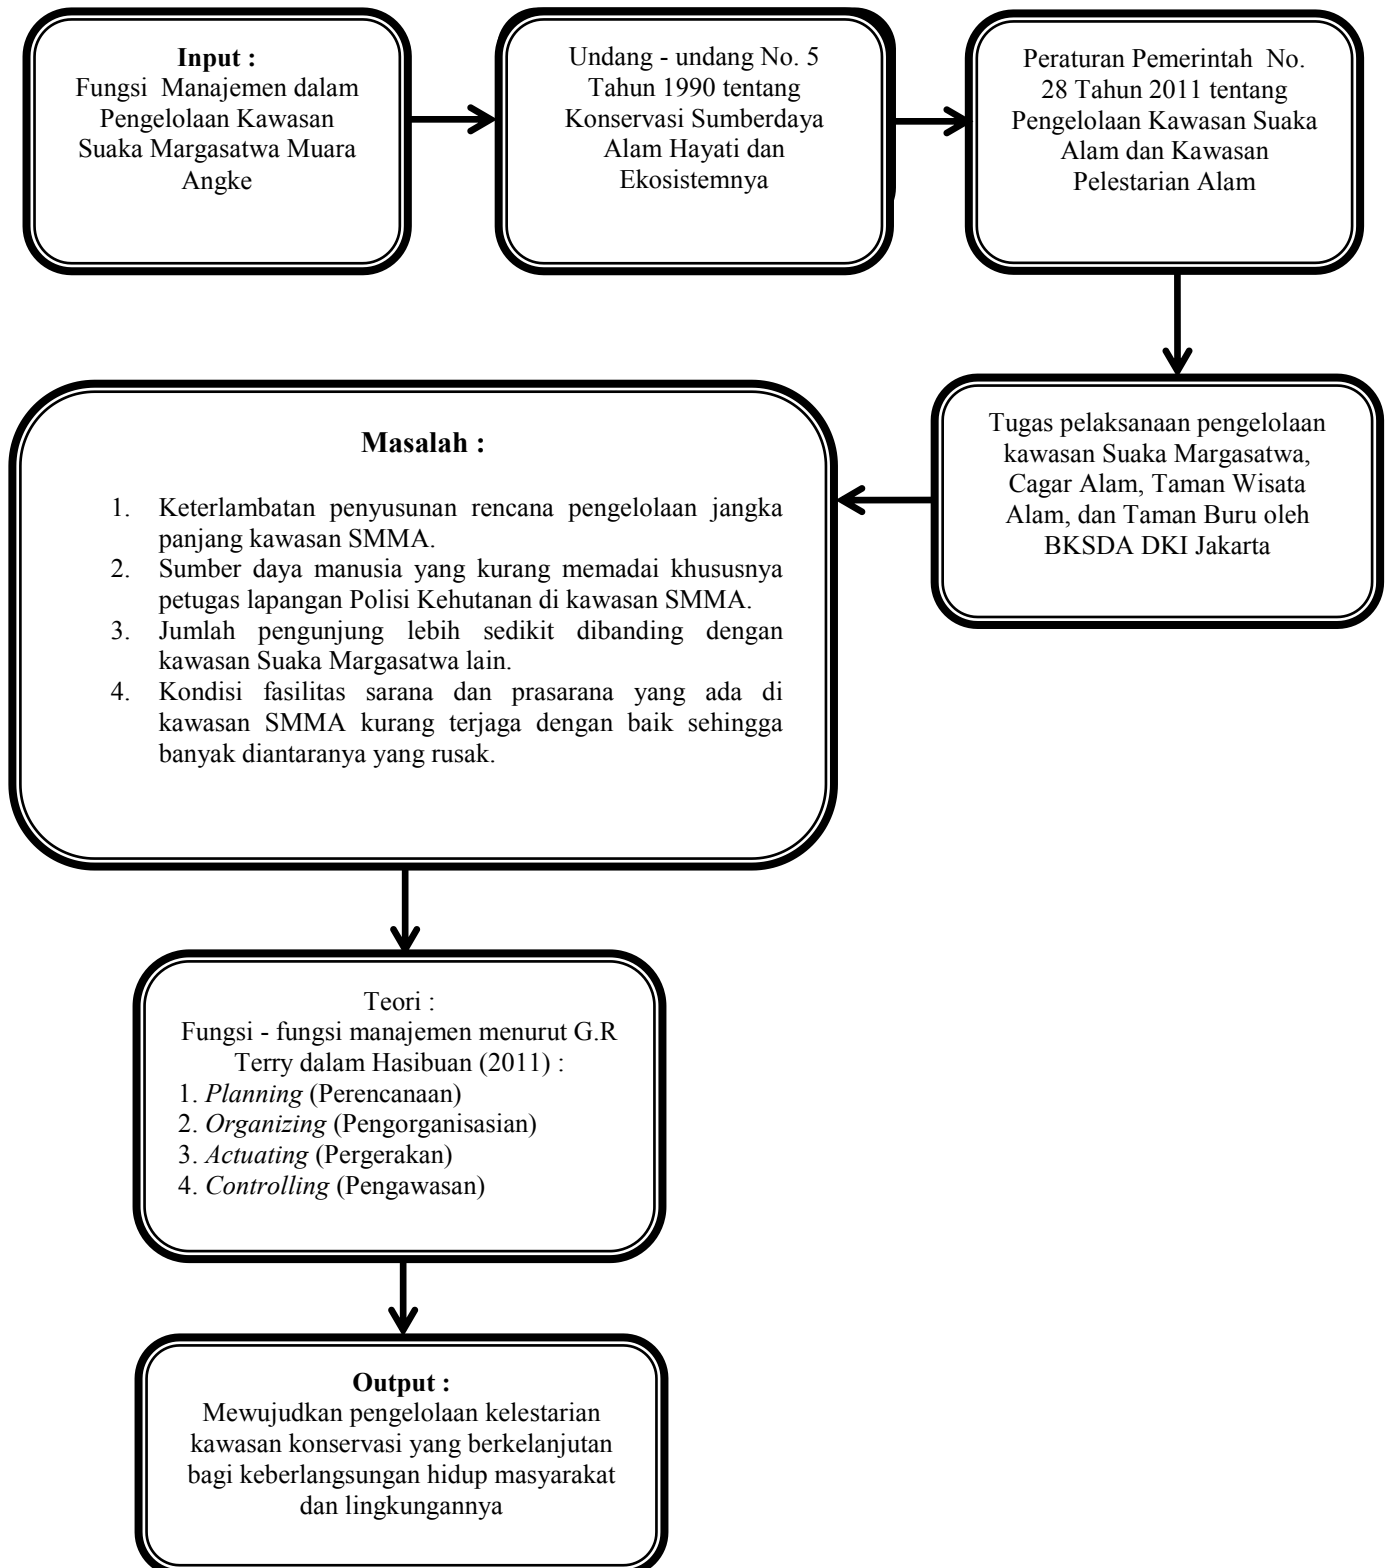 Input :
Fungsi Manajemen dalam
Pengelolaan Kawasan
Suaka Margasatwa Muara
Angke
Undang - undang No. 5
Tahun 1990 tentang
Konservasi Sumberdaya
Alam Hayati dan
Ekosistemnya
Peraturan Pemerintah No.
28 Tahun 2011 tentang
Pengelolaan Kawasan Suaka
Alam dan Kawasan
Pelestarian Alam
Tugas pelaksanaan pengelolaan
kawasan Suaka Margasatwa,
Cagar Alam, Taman Wisata
Alam, dan Taman Buru oleh
BKSDA DKI Jakarta
Masalah :
1. Keterlambatan penyusunan rencana pengelolaan jangka
panjang kawasan SMMA.
2. Sumber daya manusia yang kurang memadai khususnya
petugas lapangan Polisi Kehutanan di kawasan SMMA.
3. Jumlah pengunjung lebih sedikit dibanding dengan
kawasan Suaka Margasatwa lain.
4. Kondisi fasilitas sarana dan prasarana yang ada di
kawasan SMMA kurang terjaga dengan baik sehingga
banyak diantaranya yang rusak.
Teori :
Fungsi - fungsi manajemen menurut G.R
Terry dalam Hasibuan (2011) :
1. Planning (Perencanaan)
2. Organizing (Pengorganisasian)
3. Actuating (Pergerakan)
4. Controlling (Pengawasan)
Output :
Mewujudkan pengelolaan kelestarian
kawasan konservasi yang berkelanjutan
bagi keberlangsungan hidup masyarakat
dan lingkungannya